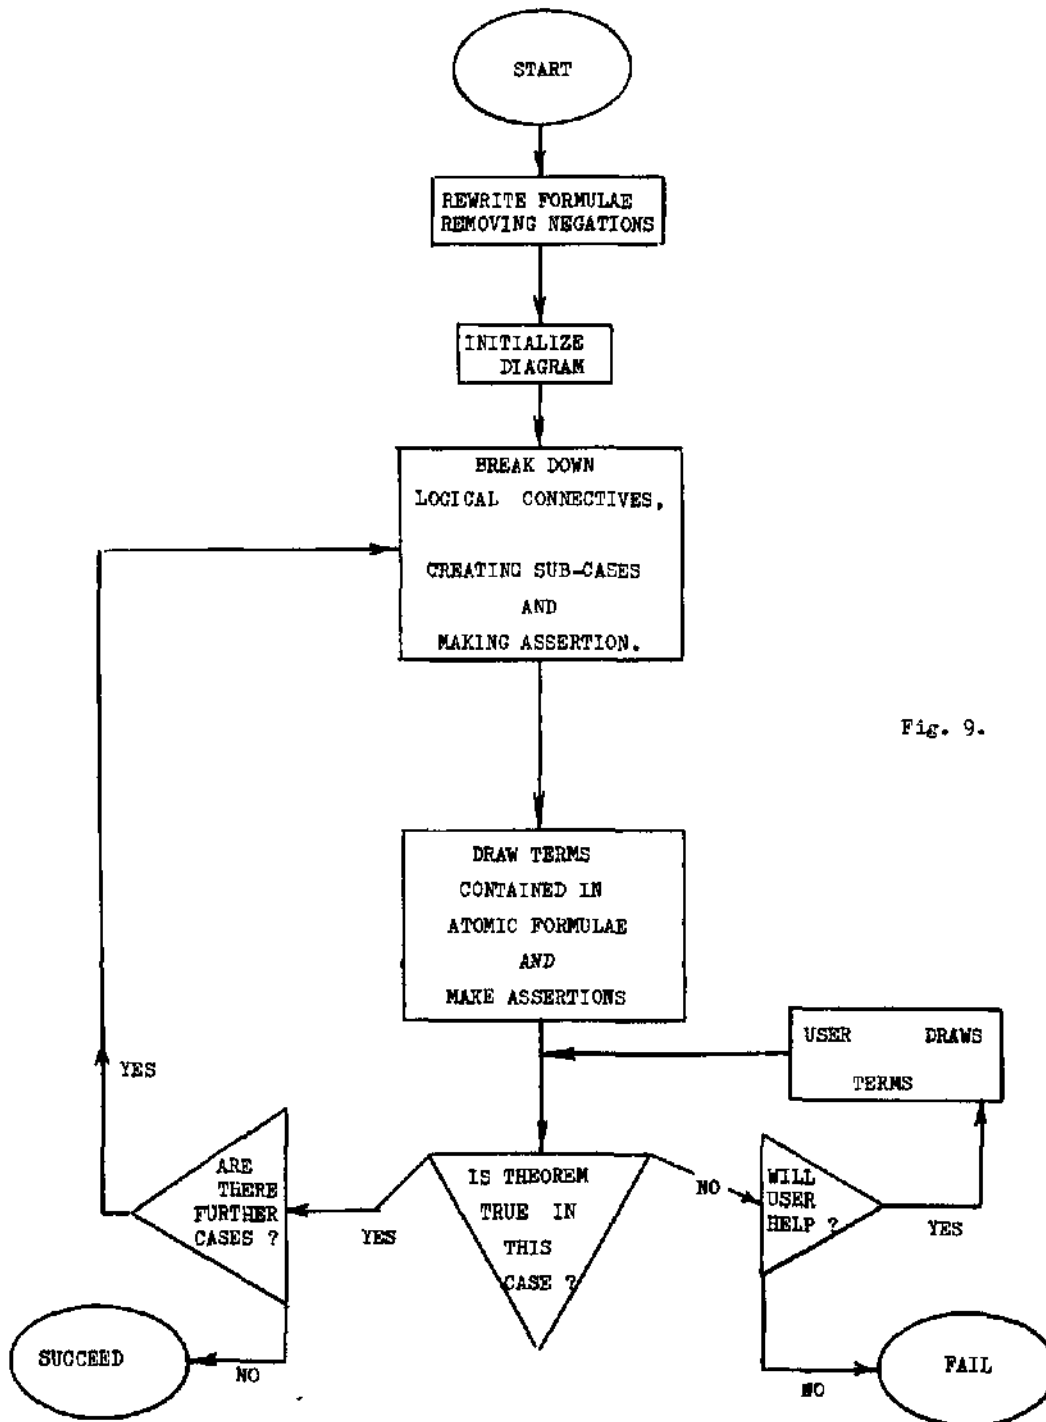 START
REWRITE FORMULAE
REMOVING NEGATIONS
INITIALIZE
DIAGRAM
BREAK DOWN
LOGICAL CONNECTIVES,
CREATING SUB-CASES
AND
MAKING ASSERTION.
Fig. 9.
DRAW TERMS
CONTAINED IN
ATOMIC FORMULAE
AND
MAKE ASSERTIONS
USER DRAWS
TERMS
YES
ARE
THERE
FURTHER
CASES ?
YES
IS THEOREM
TRUE IN
THIS
CASE ?
NO
WILL
USER
HELP ?
YES
SUCCEED
NO
NO
FAIL